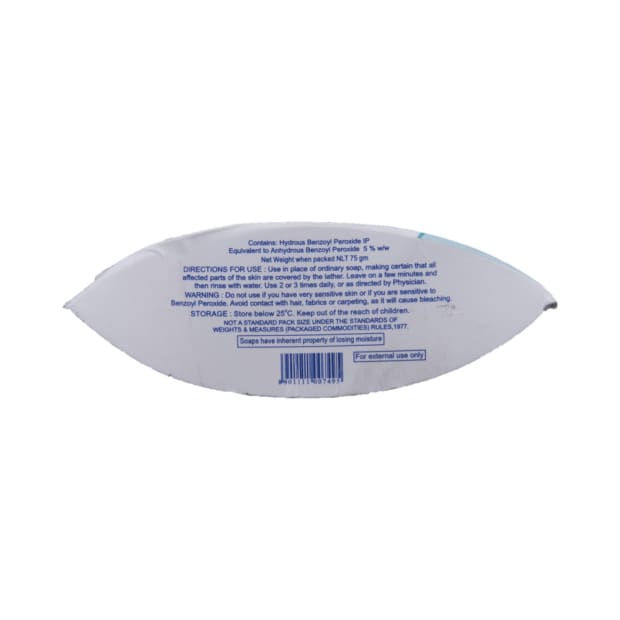 Contains: Hydrous Benzoyl Peroxide IP
Equivalent to Anhydrous Benzoyl Peroxide 5 % w/w
Net Weight when packed NLT 75 gm
DIRECTIONS FOR USE : Use in place of ordinary soap, making certain that all
affected parts of the skin are covered by the lather. Leave on a few minutes and
then rinse with water. Use 2 or 3 times daily, or as directed by Physician.
WARNING : Do not use if you have very sensitive skin or if you are sensitive to
Benzoyl Peroxide. Avoid contact with hair, fabrics or carpeting, as it will cause bleaching.
STORAGE : Store below 25°C. Keep out of the reach of children.
NOT A STANDARD PACK SIZE UNDER THE STANDARDS OF
WEIGHTS & MEASURES (PACKAGED COMMODITIES) RULES,1977.
Soaps have inherent property of losing moisture
For external use only
8901111 007493